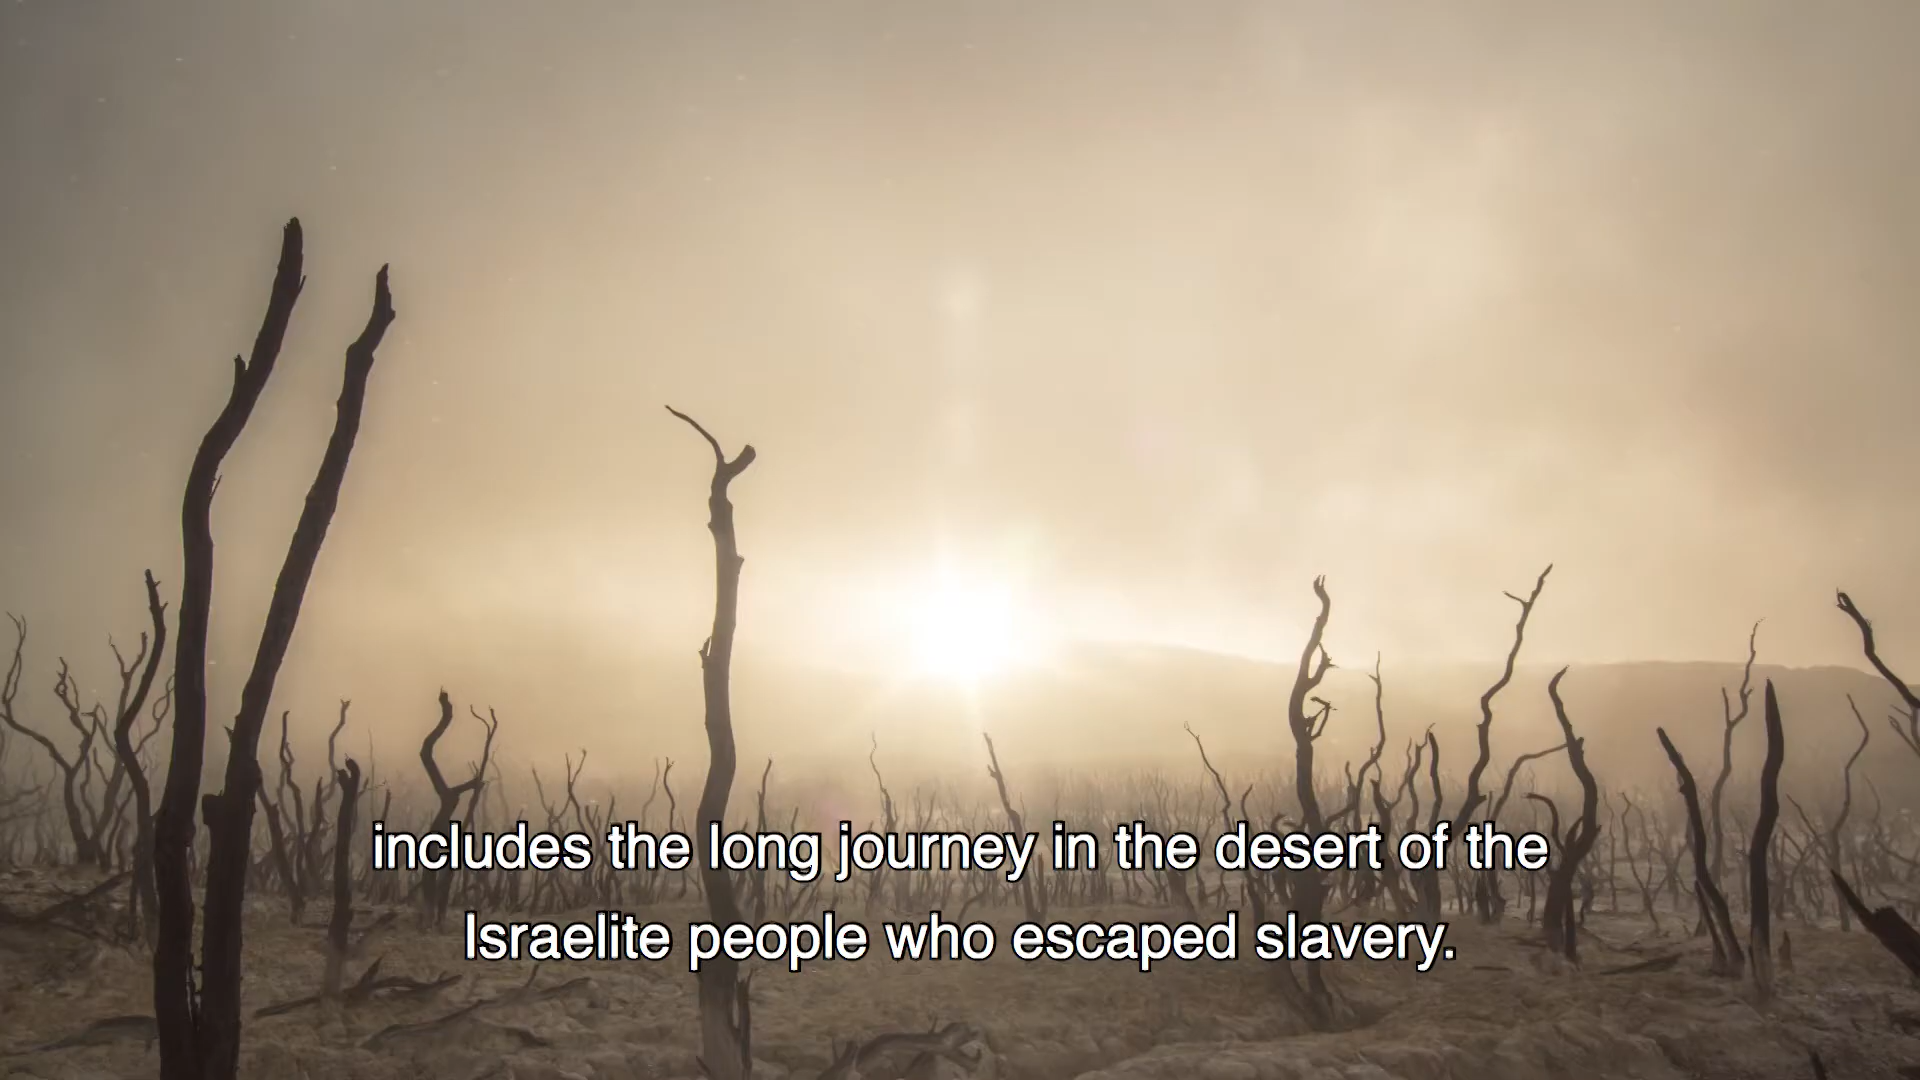 includes the long journey in the desert of the
Israelite people who escaped slavery.